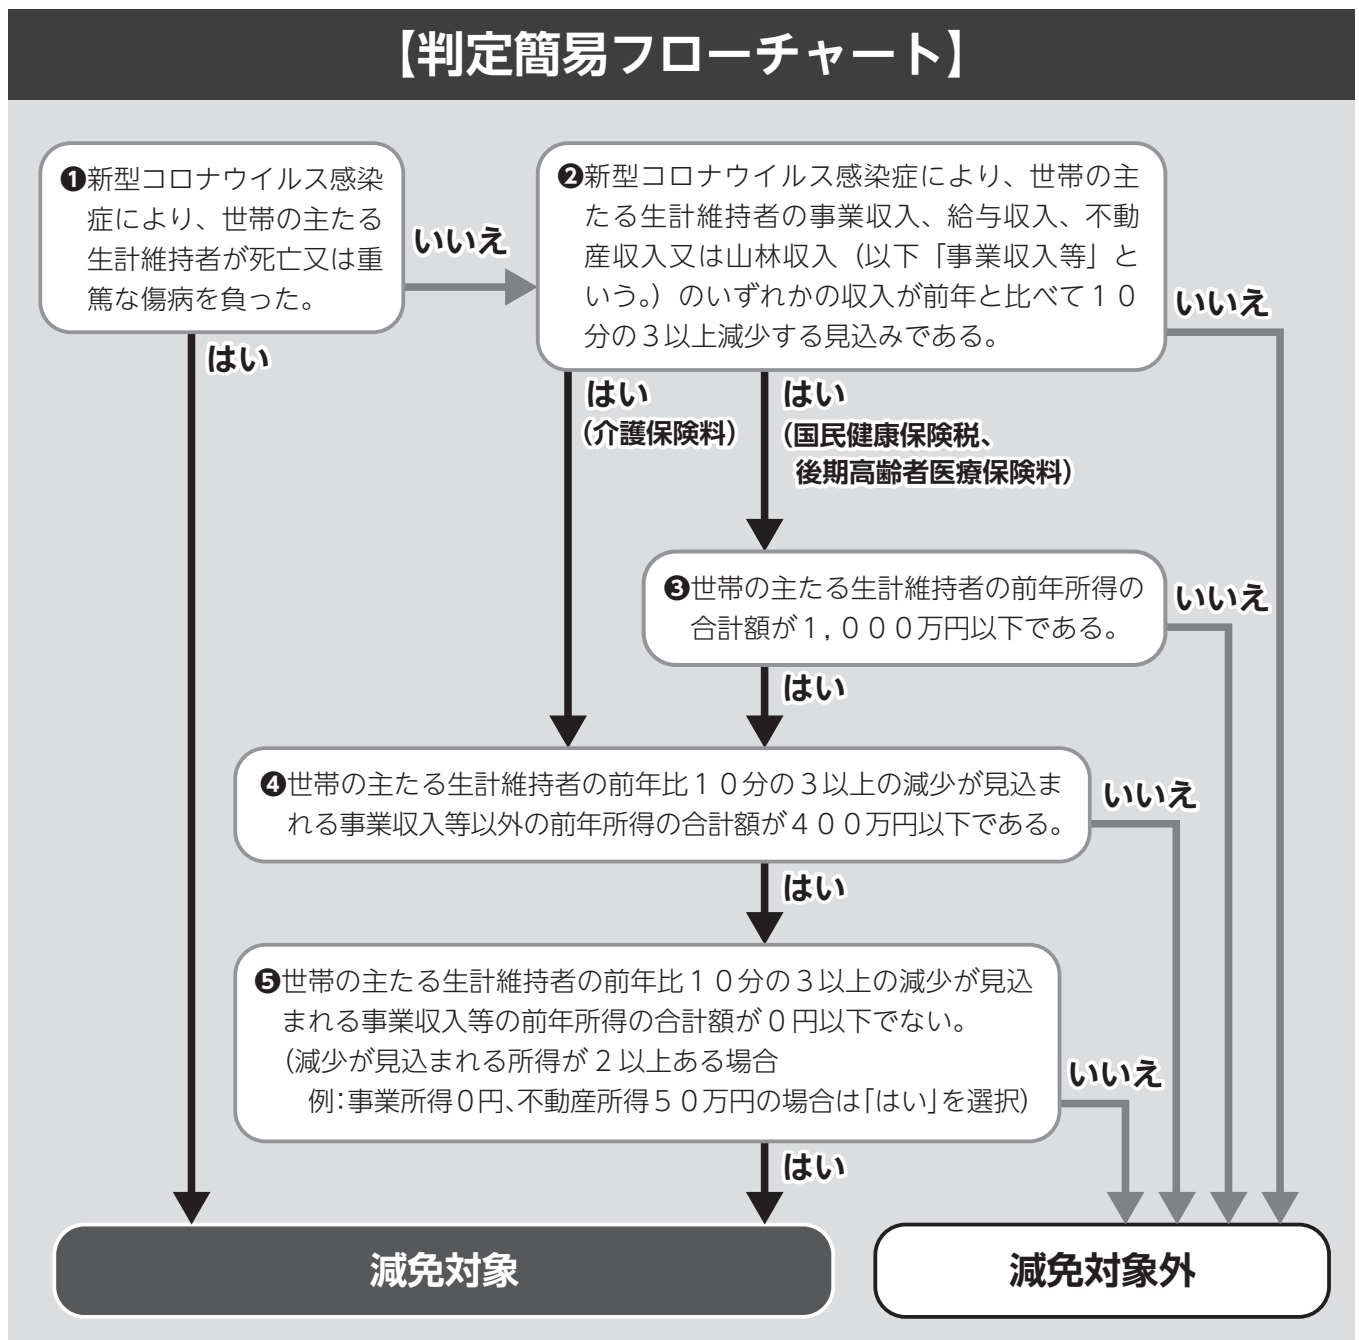 【判定簡易フローチャート】
❶新型コロナウイルス感染
症により、世帯の主たる
生計維持者が死亡又は重
篤な傷病を負った。
いいえ
はい
❷新型コロナウイルス感染症により、世帯の主
たる生計維持者の事業収入、給与収入、不動
産収入又は山林収入（以下「事業収入等」と
いう。）のいずれかの収入が前年と比べて１０
分の３以上減少する見込みである。
いいえ
はい
（介護保険料）
はい
（国民健康保険税、
後期高齢者医療保険料）
❸世帯の主たる生計維持者の前年所得の
合計額が１，０００万円以下である。
いいえ
はい
❹世帯の主たる生計維持者の前年比１０分の３以上の減少が見込ま
れる事業収入等以外の前年所得の合計額が４００万円以下である。
いいえ
はい
❺世帯の主たる生計維持者の前年比１０分の３以上の減少が見込
まれる事業収入等の前年所得の合計額が０円以下でない。
（減少が見込まれる所得が２以上ある場合
例：事業所得０円、不動産所得５０万円の場合は「はい」を選択）
いいえ
はい
減免対象
減免対象外